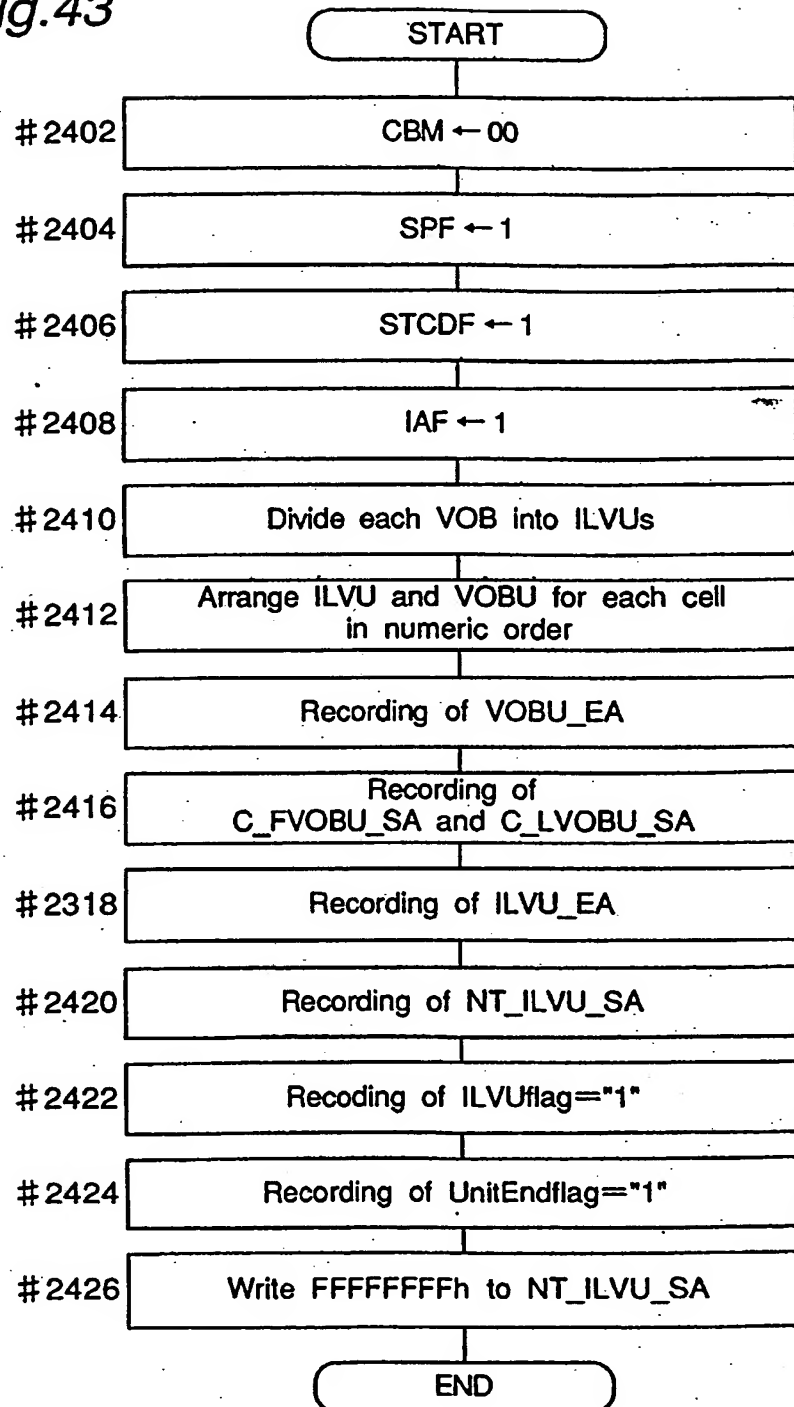 ig.43
START
#2402 CBM ← 00
#2404 SPF ← 1
#2406 STCDF ← 1
#2408 IAF ← 1
#2410 Divide each VOB into ILVUs
#2412 Arrange ILVU and VOBU for each cell
in numeric order
#2414 Recording of VOBU_EA
#2416 Recording of
C_FVOBU_SA and C_LVOBU_SA
#2318 Recording of ILVU_EA
#2420 Recording of NT_ILVU_SA
#2422 Recoding of ILVUflag="1"
#2424 Recording of UnitEndflag="1"
#2426 Write FFFFFFFFh to NT_ILVU_SA
END